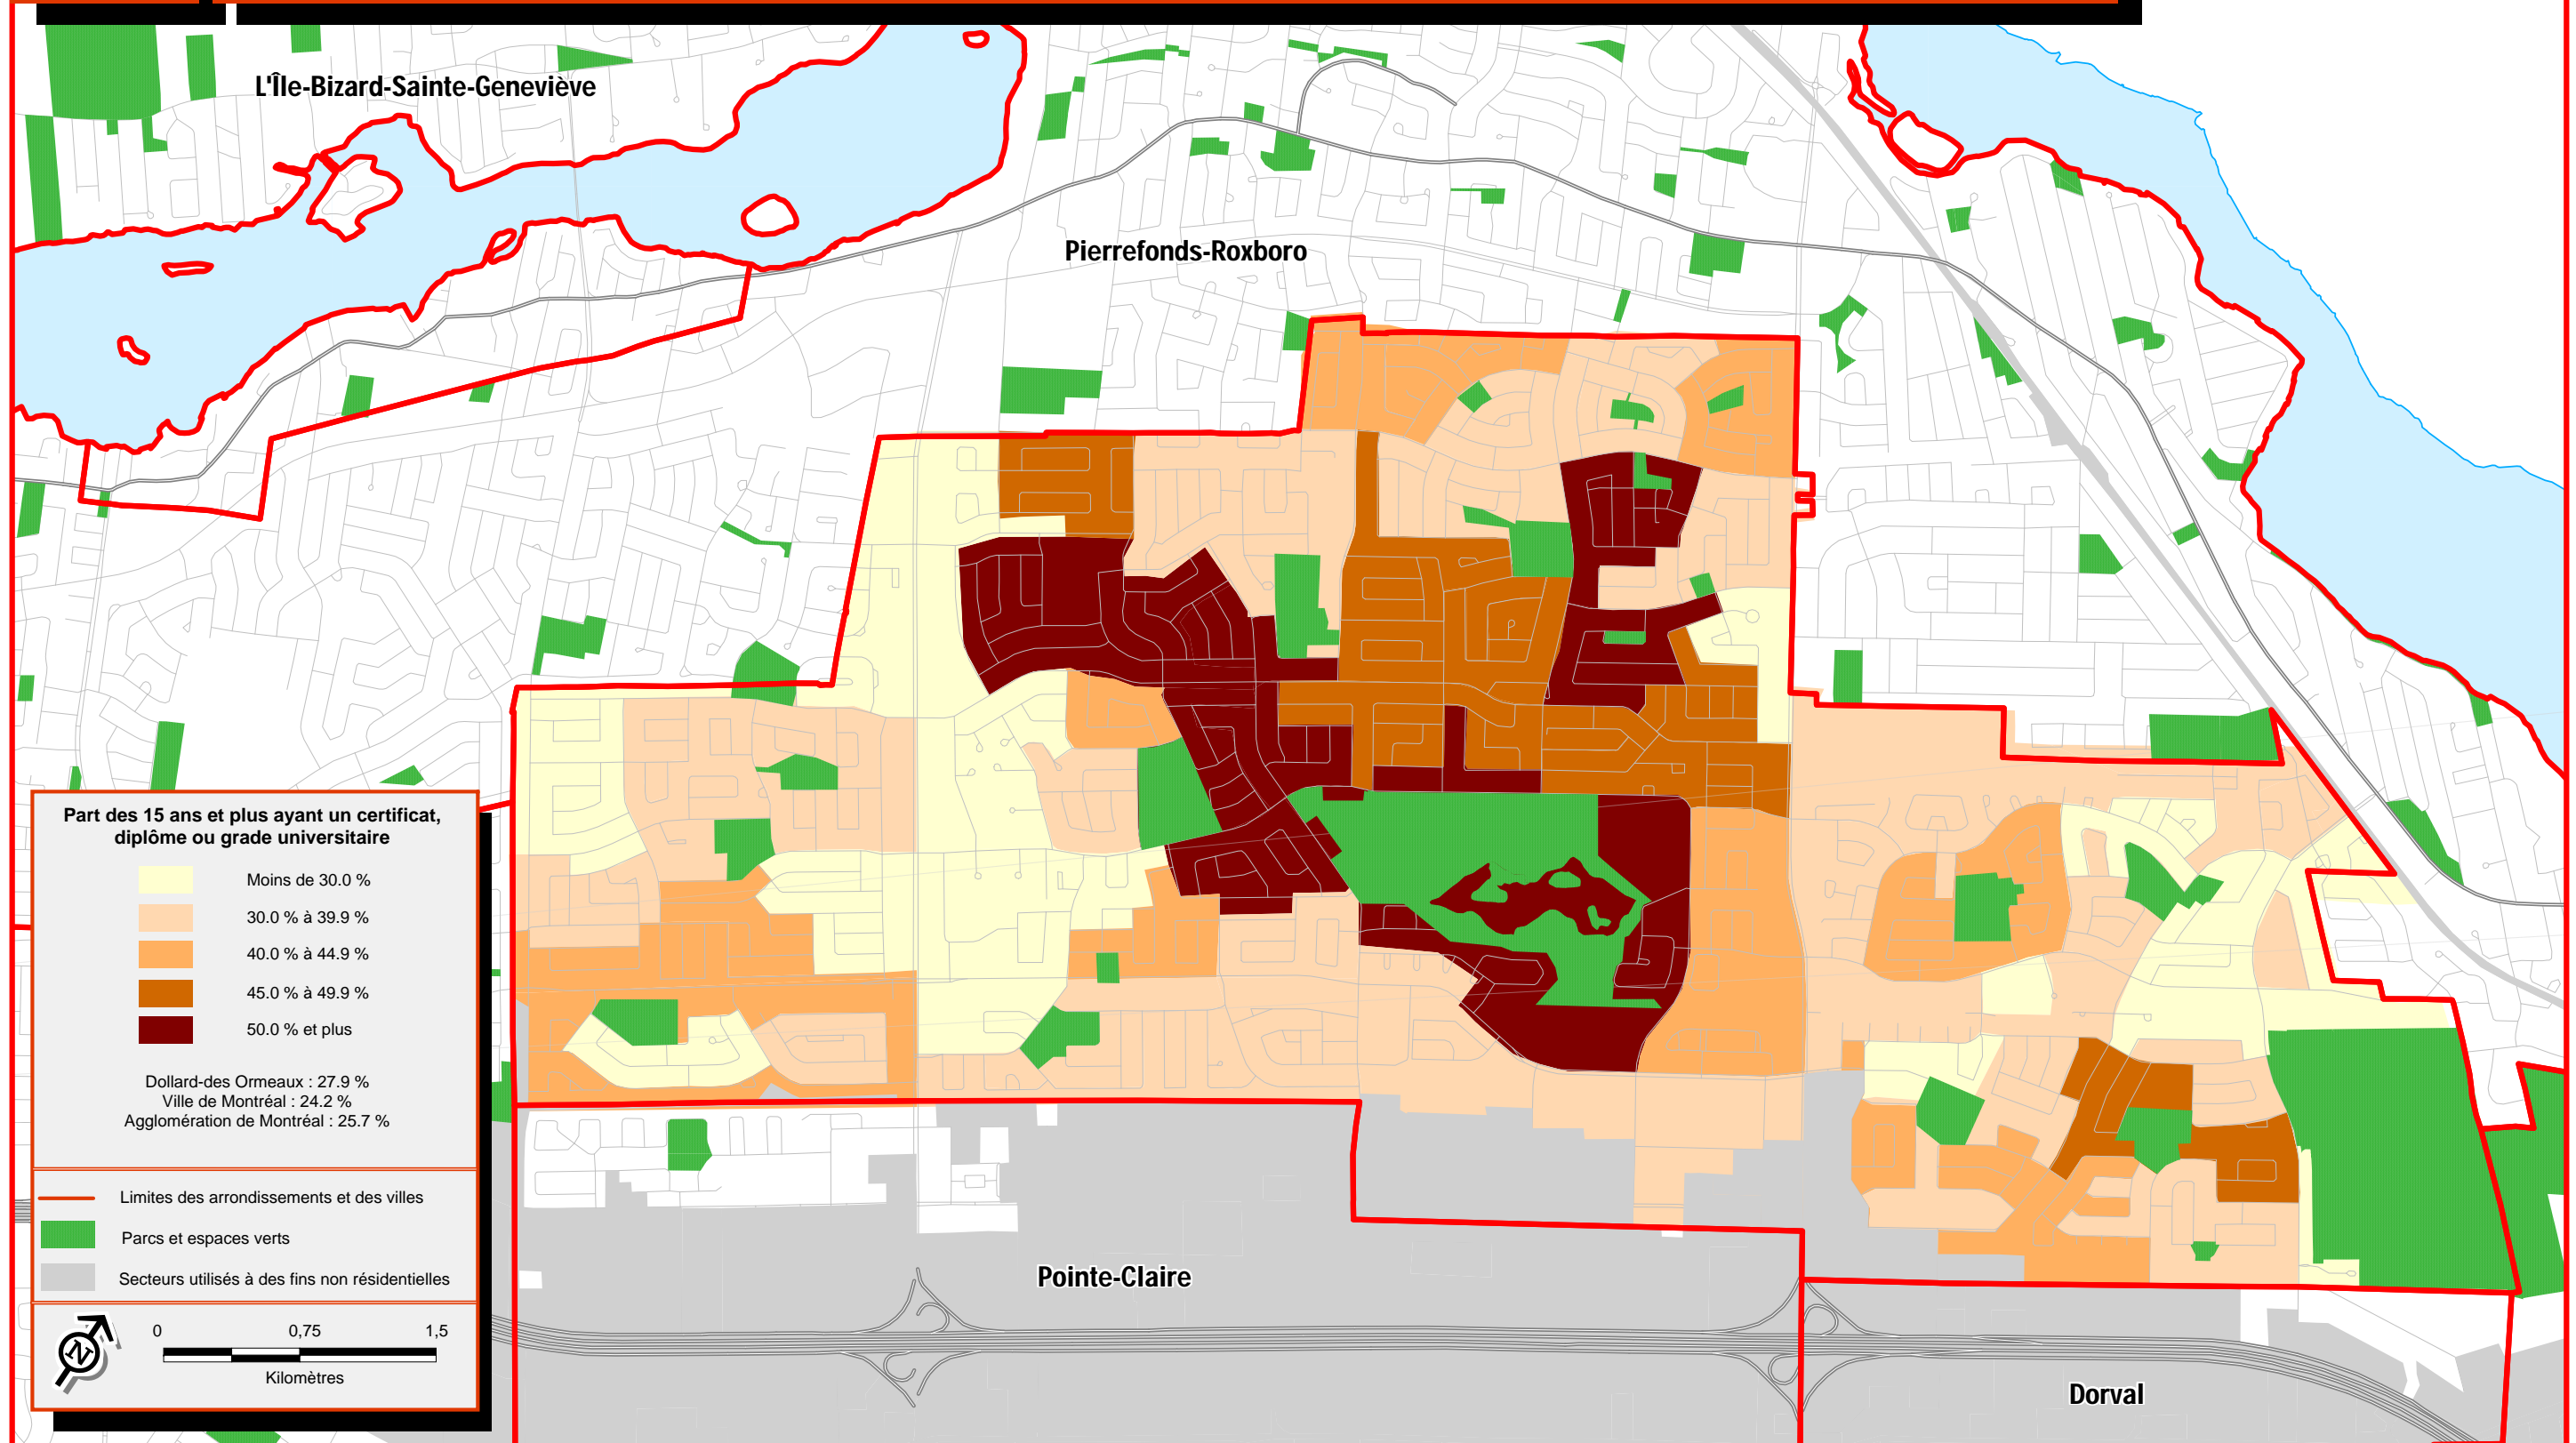 L'Île-Bizard-Sainte-Geneviève
Pierrefonds-Roxboro
Part des 15 ans et plus ayant un certificat,
diplôme ou grade universitaire
Moins de 30.0 %
30.0 % à 39.9 %
40.0 % à 44.9 %
45.0 % à 49.9 %
50.0 % et plus
Dollard-des Ormeaux : 27.9 %
Ville de Montréal : 24.2 %
Agglomération de Montréal : 25.7 %
Limites des arrondissements et des villes
Parcs et espaces verts
Secteurs utilisés à des fins non résidentielles
N
0 0,75 1,5
Kilomètres
Pointe-Claire
Dorval